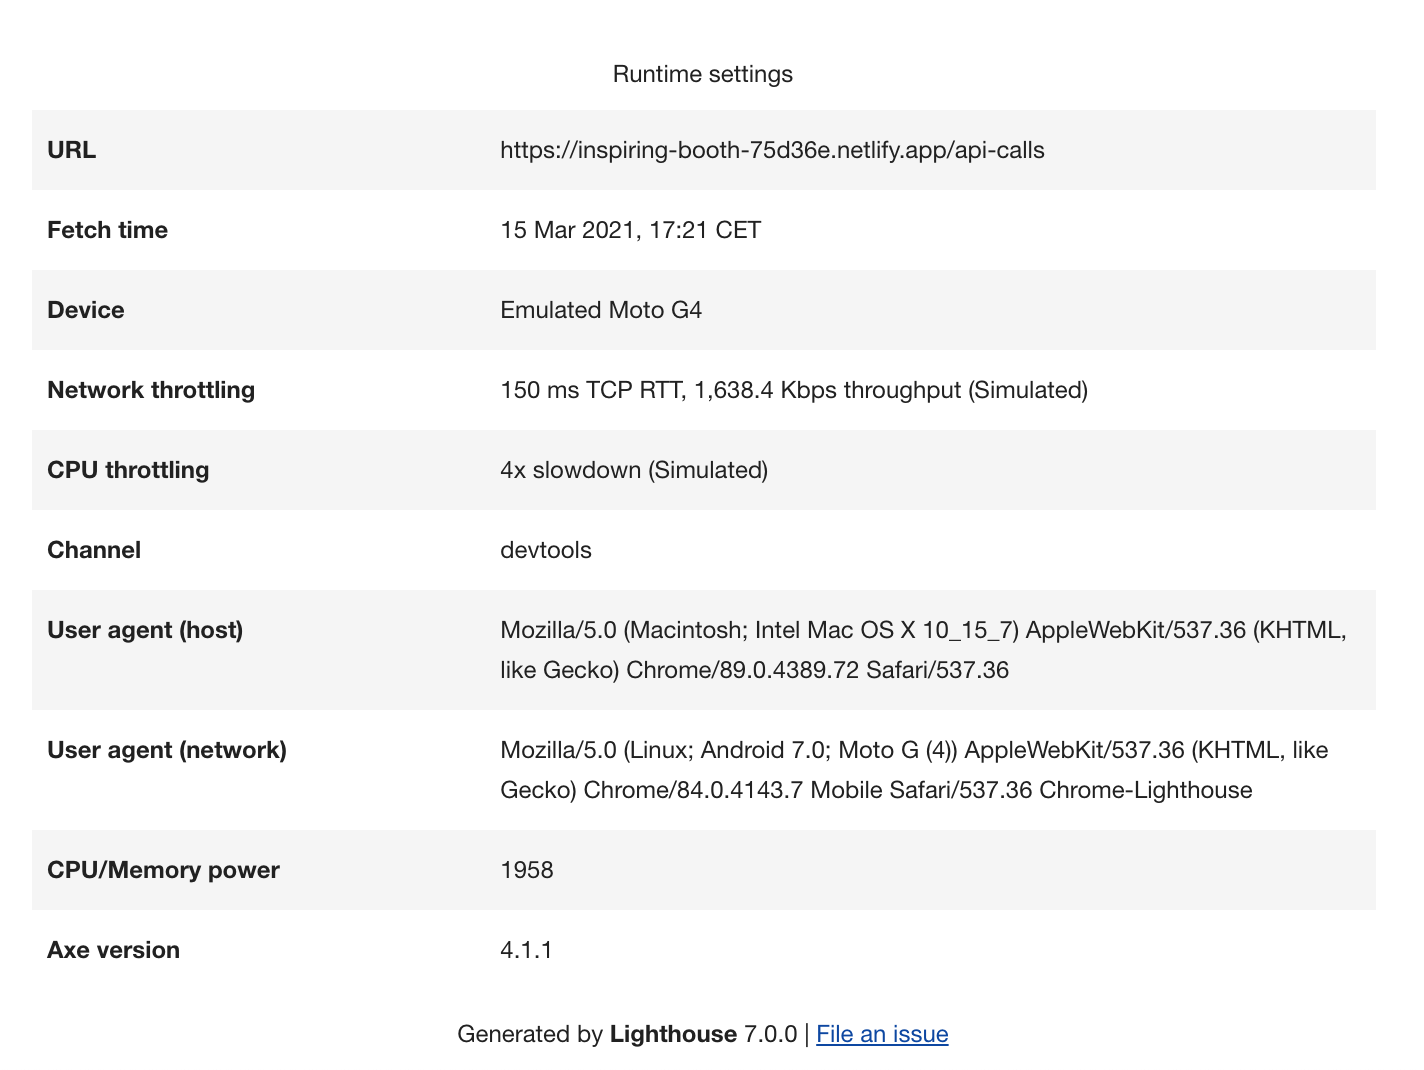 Runtime settings
URL https://inspiring-booth-75d36e.netlify.app/api-calls
Fetch time 15 Mar 2021, 17:21 CET
Device Emulated Moto G4
Network throttling 150 ms TCP RTT, 1,638.4 Kbps throughput (Simulated)
CPU throttling 4x slowdown (Simulated)
Channel devtools
User agent (host) Mozilla/5.0 (Macintosh; Intel Mac OS X 10_15_7) AppleWebKit/537.36 (KHTML,
like Gecko) Chrome/89.0.4389.72 Safari/537.36
User agent (network) Mozilla/5.0 (Linux; Android 7.0; Moto G (4)) AppleWebKit/537.36 (KHTML, like
Gecko) Chrome/84.0.4143.7 Mobile Safari/537.36 Chrome-Lighthouse
CPU/Memory power 1958
Axe version 4.1.1
Generated by Lighthouse 7.0.0 | File an issue